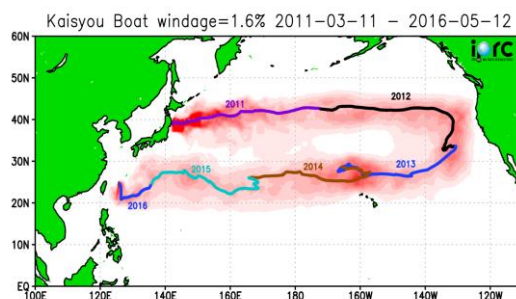 Kaisyou Boat windage=1.6% 2011-03-11 – 2016-05-12
60N
iprc
50N
2011
2012
40N
30N
2015
2014
2013
20N
2016
10N
EQ
100E 120E 140E 160E 180 160W 140W